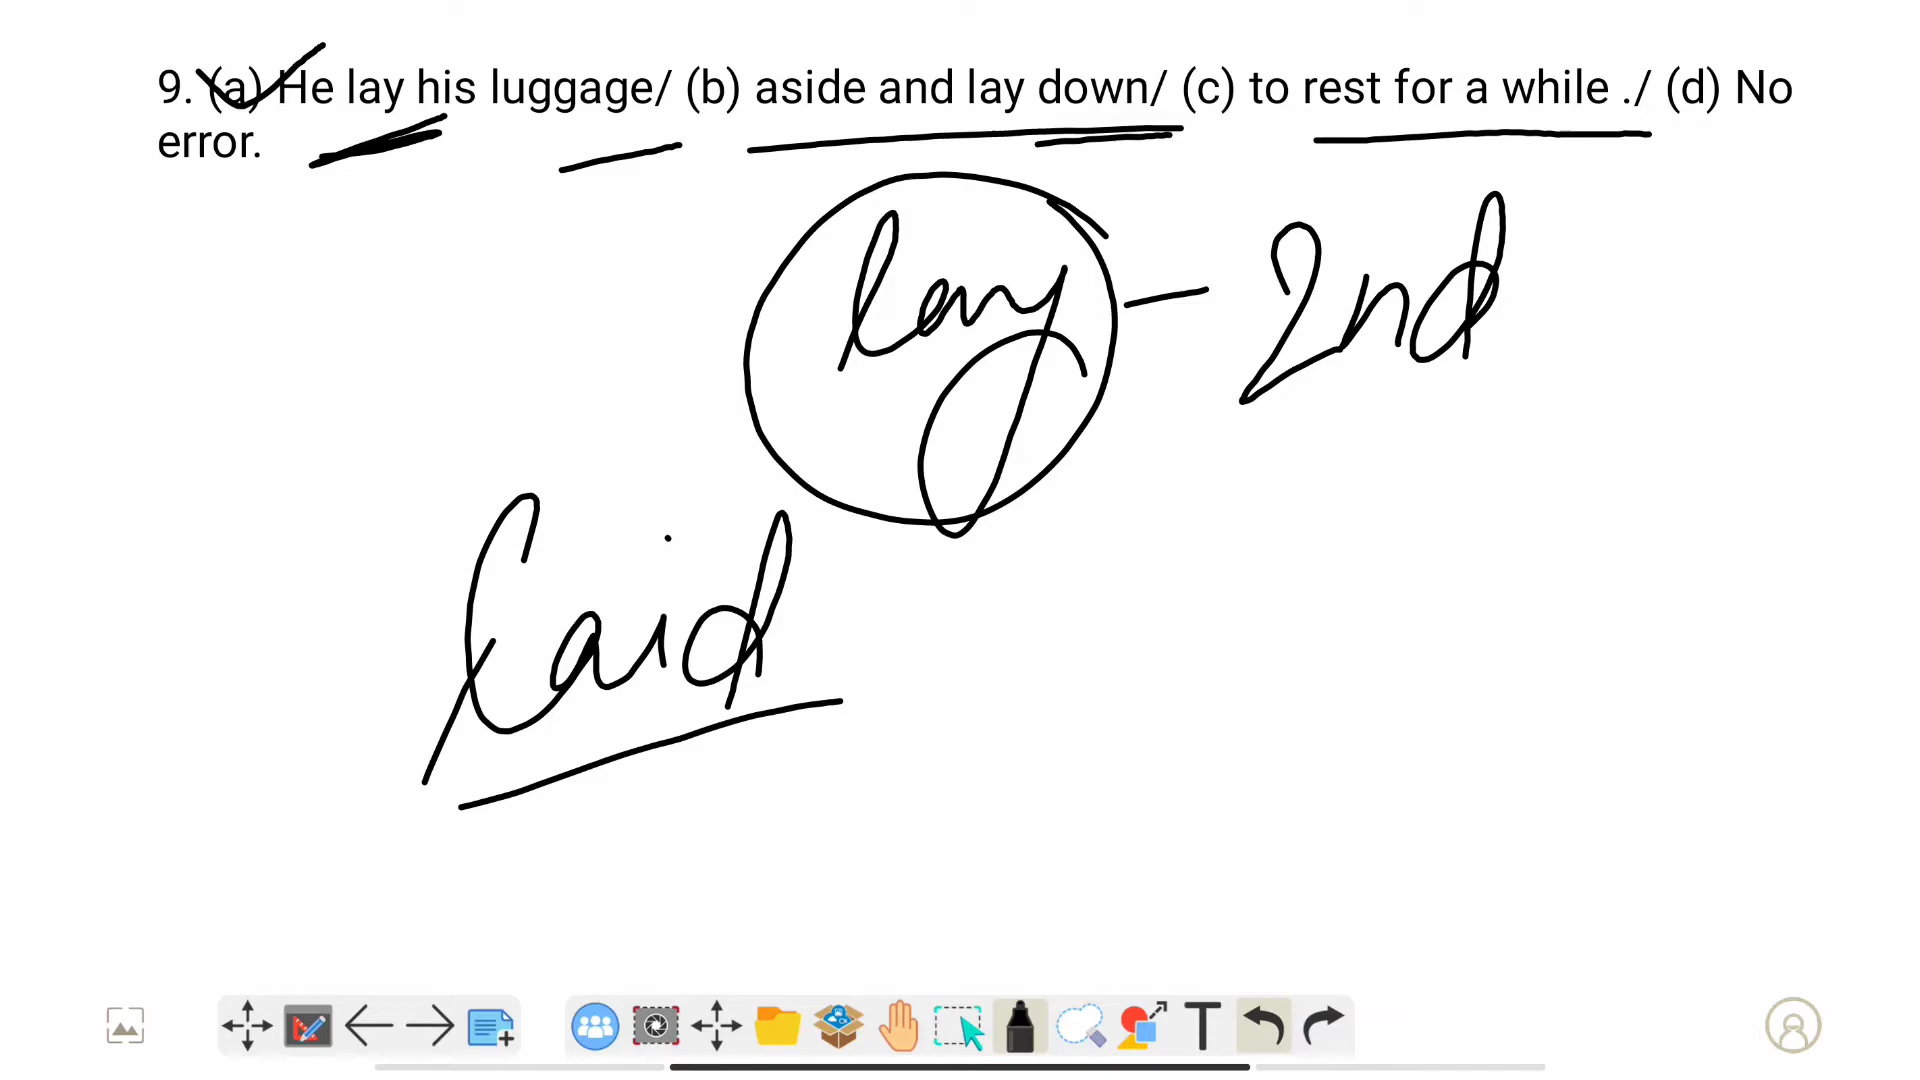 9. (a) He lay his luggage/ (b) aside and lay down/ (c) to rest for a while ./ (d) No
error.
lay - 2nd
Laid
T